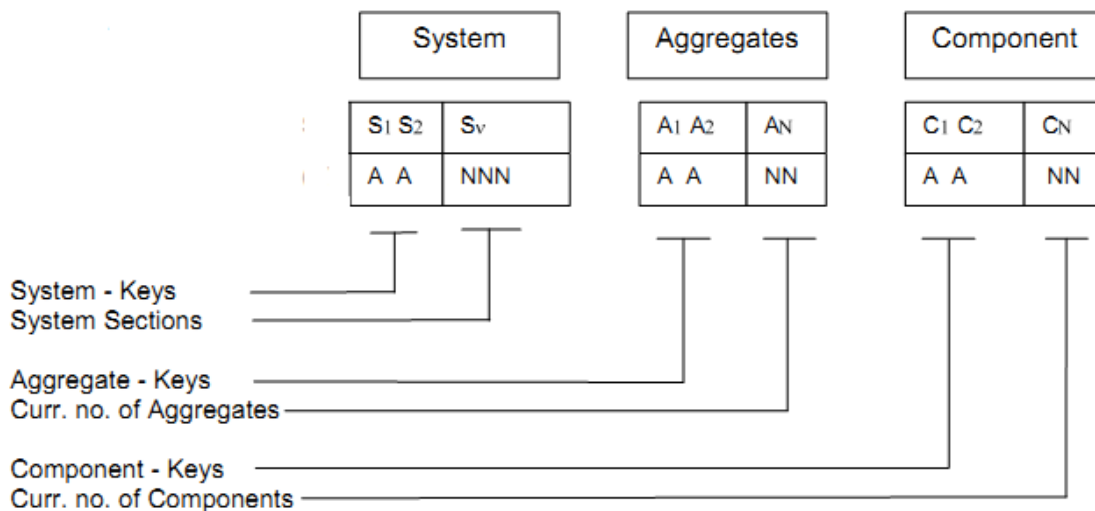 System Aggregates Component
S1 S2 Sv A1 A2 AN C1 C2 CN
A A NNN A A NN A A NN
System - Keys
System Sections
Aggregate - Keys
Curr. no. of Aggregates
Component - Keys
Curr. no. of Components